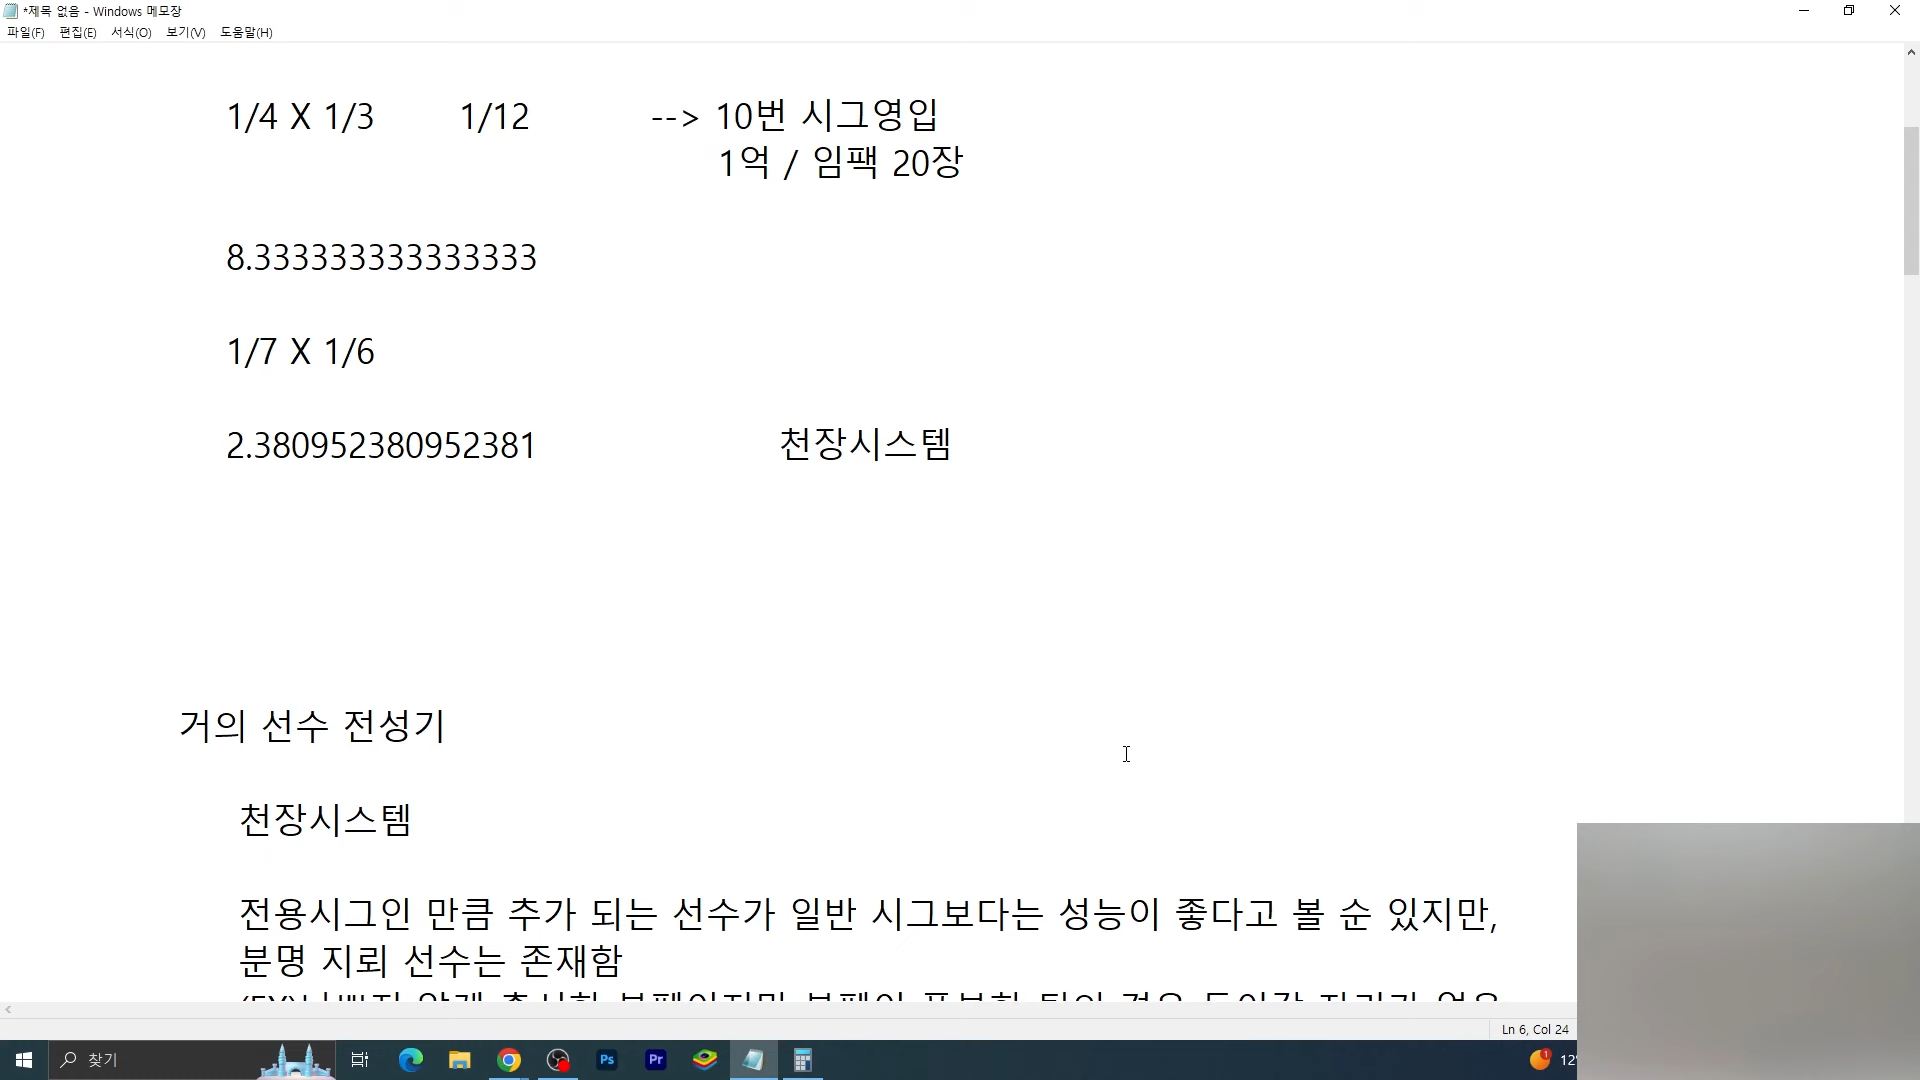 *제목 없음 - Windows 메모장
파일(F) 편집(E) 서식(O) 보기(V) 도움말(H)
1/4 X 1/3 1/12 --> 10번 시그영입
1억 / 임팩 20장
8.333333333333333
1/7 X 1/6
2.380952380952381 천장시스템
거의 선수 전성기
천장시스템
전용시그인 만큼 추가 되는 선수가 일반 시그보다는 성능이 좋다고 볼 순 있지만,
분명 지뢰 선수는 존재함
Ln 6, Col 24
찾기
Ps
Pr
1
12°